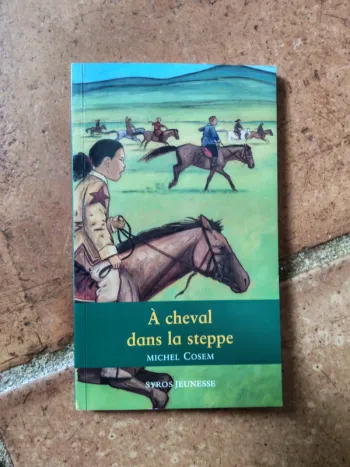 À cheval
dans la steppe
MICHEL COSEM
SYROS JEUNESSE